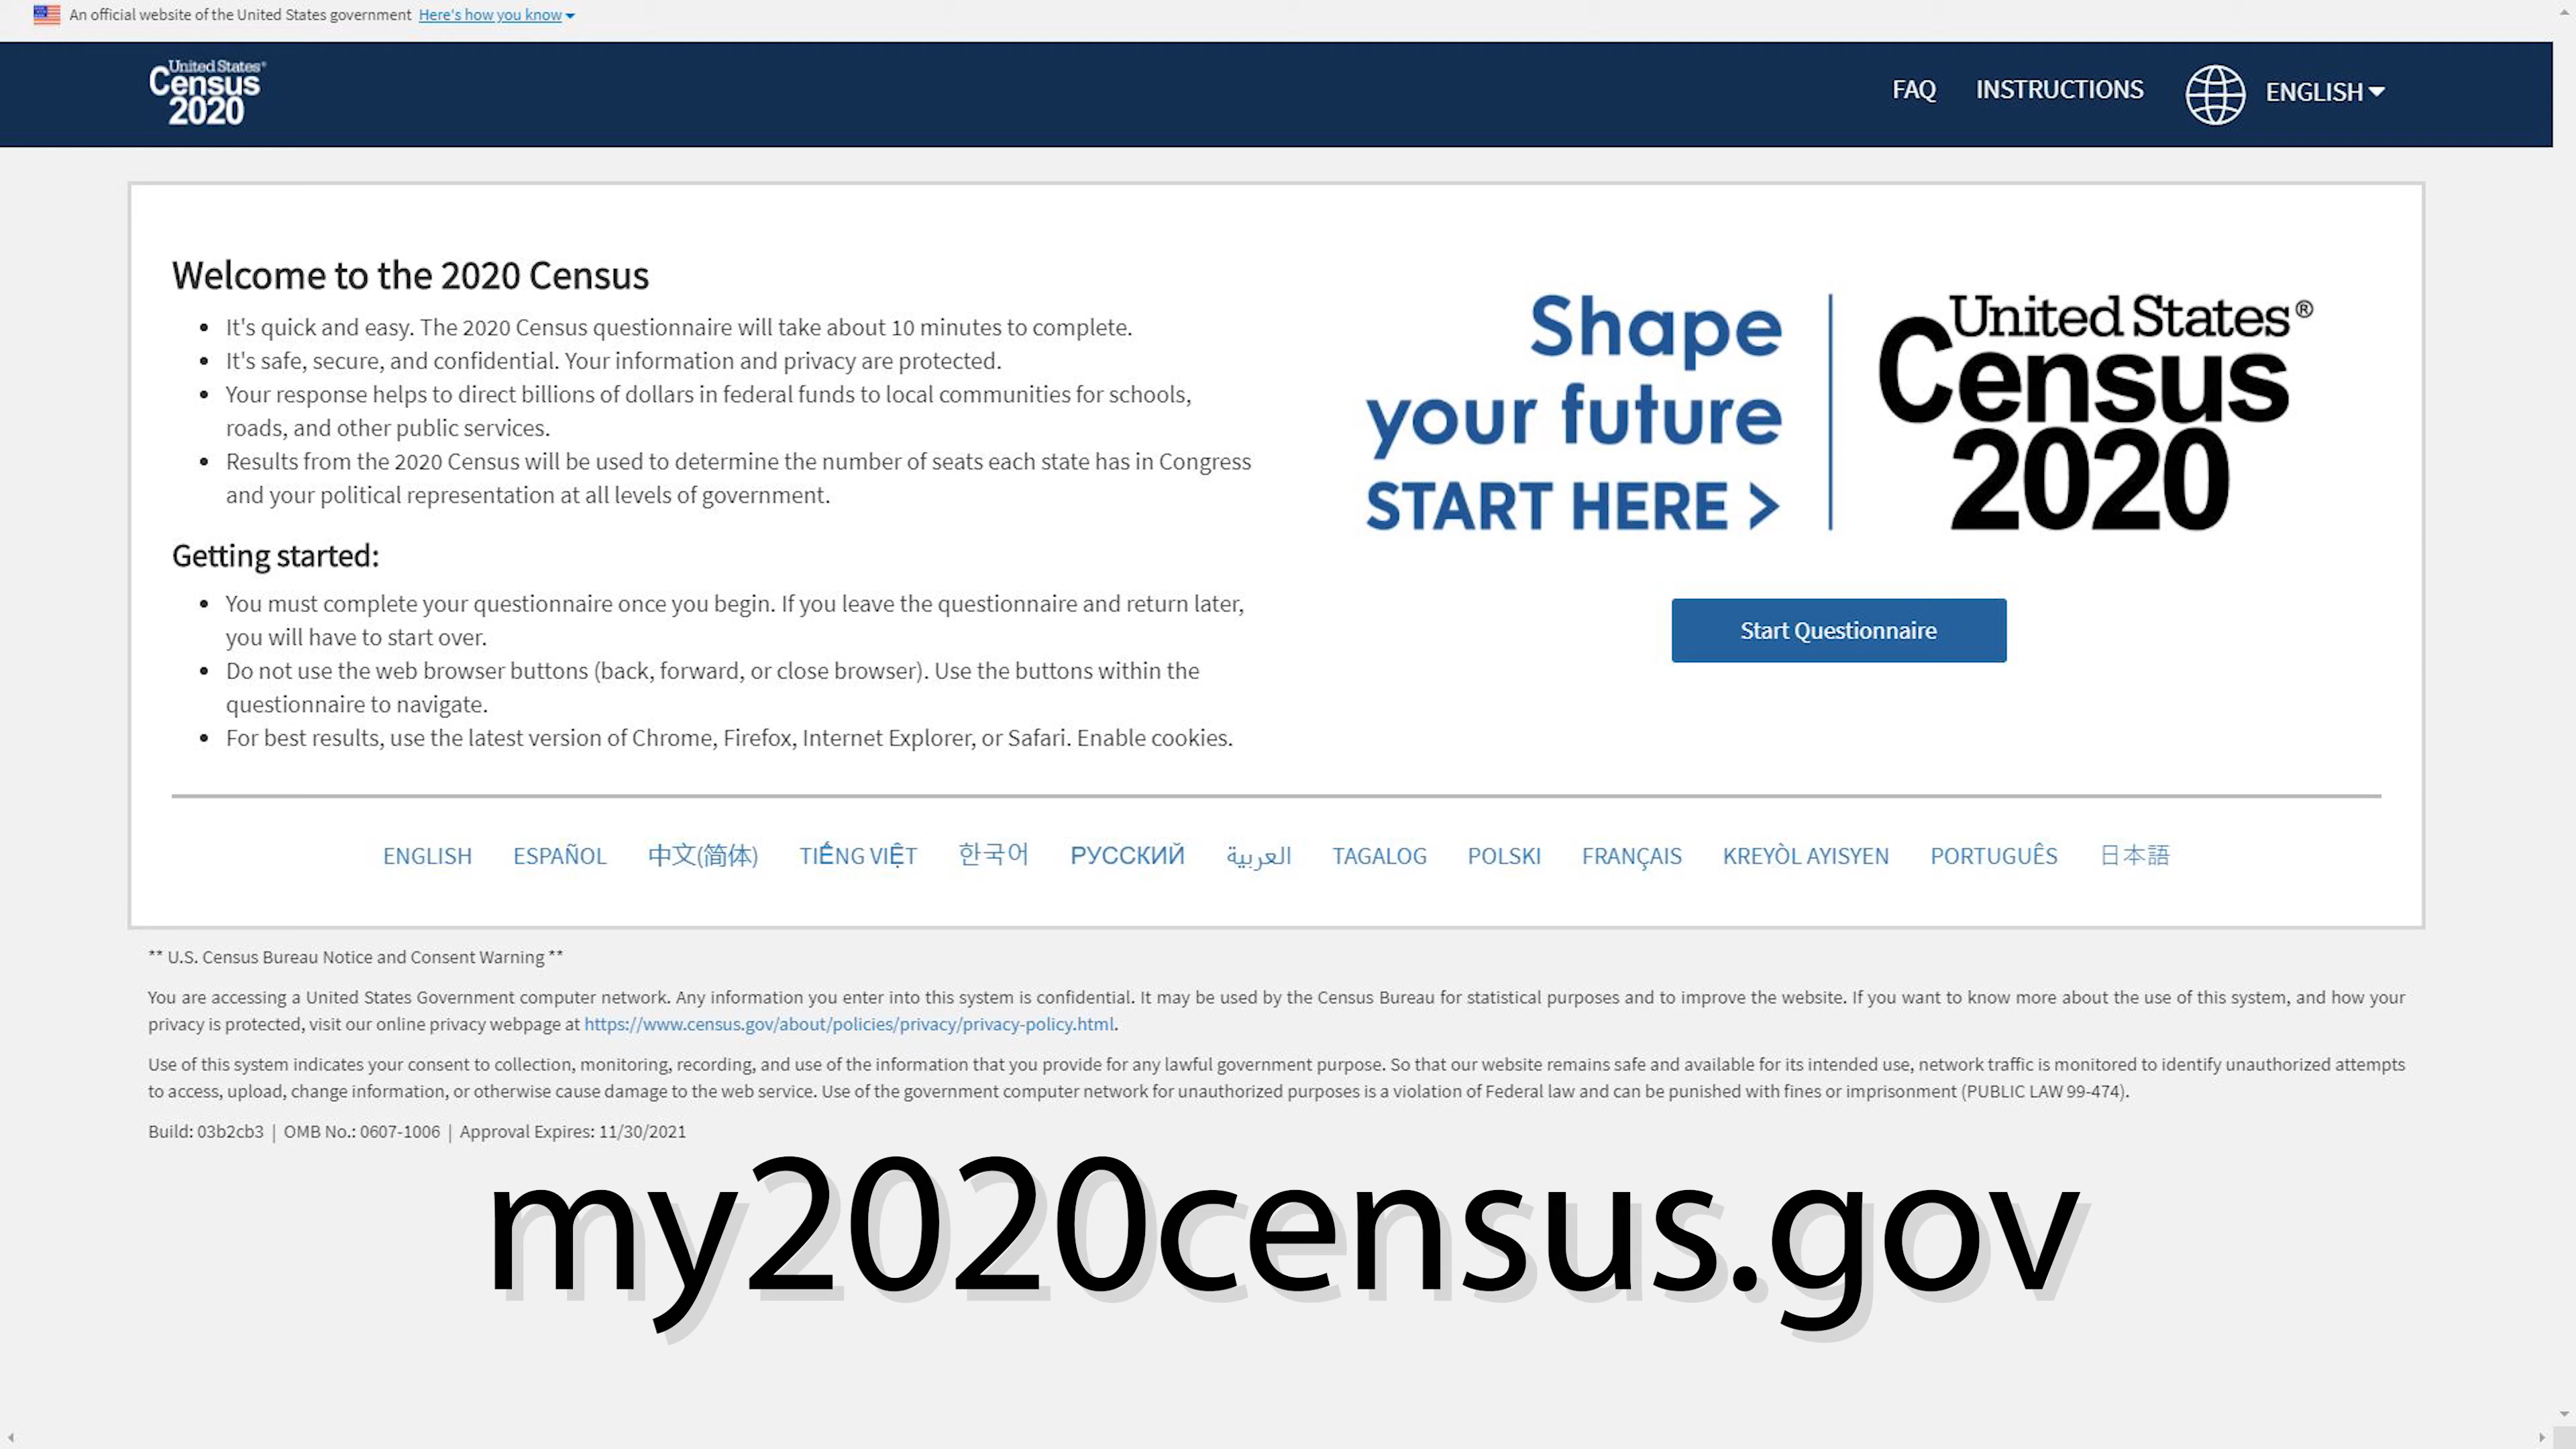 An official website of the United States government Here's how you know
United States®
Census
2020
FAQ INSTRUCTIONS ENGLISH
Welcome to the 2020 Census
• It's quick and easy. The 2020 Census questionnaire will take about 10 minutes to complete.
• It's safe, secure, and confidential. Your information and privacy are protected.
• Your response helps to direct billions of dollars in federal funds to local communities for schools,
roads, and other public services.
• Results from the 2020 Census will be used to determine the number of seats each state has in Congress
and your political representation at all levels of government.
Getting started:
• You must complete your questionnaire once you begin. If you leave the questionnaire and return later,
you will have to start over.
• Do not use the web browser buttons (back, forward, or close browser). Use the buttons within the
questionnaire to navigate.
• For best results, use the latest version of Chrome, Firefox, Internet Explorer, or Safari. Enable cookies.
Shape
your future
START HERE >
United States®
Census
2020
Start Questionnaire
ENGLISH ESPAÑOL 中文(简体) TIẾNG VIỆT 한국어 РУССКИЙ العربية TAGALOG POLSKI FRANÇAIS KREYÒL AYISYEN PORTUGUÊS 日本語
** U.S. Census Bureau Notice and Consent Warning **
You are accessing a United States Government computer network. Any information you enter into this system is confidential. It may be used by the Census Bureau for statistical purposes and to improve the website. If you want to know more about the use of this system, and how your
privacy is protected, visit our online privacy webpage at https://www.census.gov/about/policies/privacy/privacy-policy.html.
Use of this system indicates your consent to collection, monitoring, recording, and use of the information that you provide for any lawful government purpose. So that our website remains safe and available for its intended use, network traffic is monitored to identify unauthorized attempts
to access, upload, change information, or otherwise cause damage to the web service. Use of the government computer network for unauthorized purposes is a violation of Federal law and can be punished with fines or imprisonment (PUBLIC LAW 99-474).
Build: 03b2cb3 | OMB No.: 0607-1006 | Approval Expires: 11/30/2021
my2020census.gov